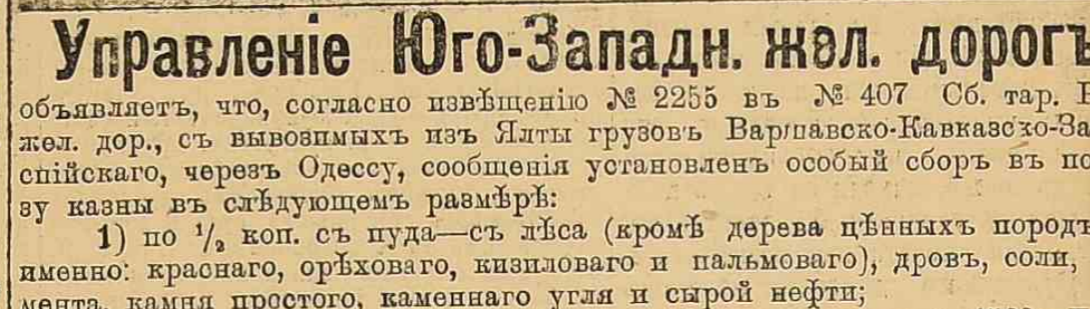 Управленіе Юго-Западн. жел. дорогъ
объявляетъ, что, согласно извѣщенію № 2255 въ № 407 Сб. тар.
жел. дор., съ вывозимыхъ изъ Ялты грузовъ Варшавско-Кавказско-За
спійскаго, черезъ Одессу, сообщенія установленъ особый сборъ въ по
зу казны въ слѣдующемъ размѣрѣ:
1) по ½ коп. съ пуда—съ лѣса (кромѣ дерева цѣнныхъ породъ
именно: краснаго, орѣховаго, кизиловаго и пальмоваго), дровъ, соли,
мента, камня простого, каменнаго угля и сырой нефти;